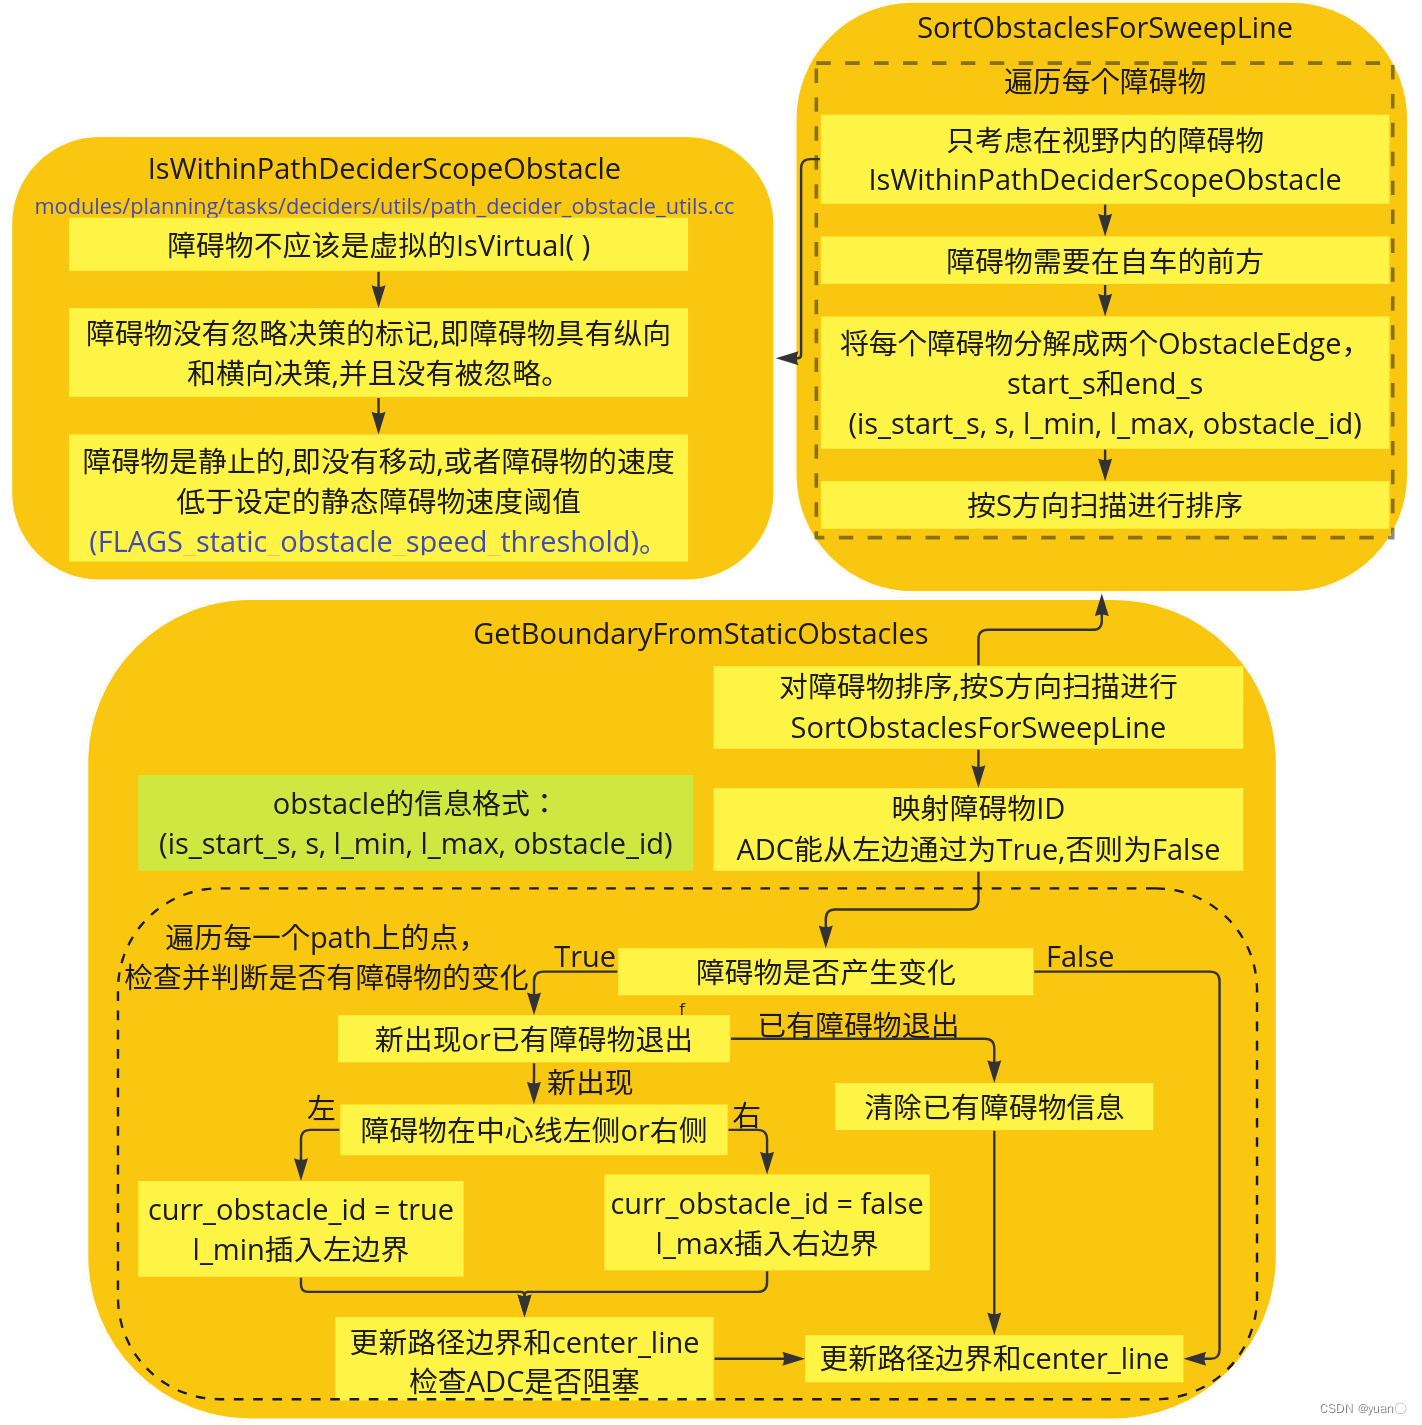 SortObstaclesForSweepLine
遍历每个障碍物
只考虑在视野内的障碍物
IsWithinPathDeciderScopeObstacle
障碍物需要在自车的前方
将每个障碍物分解成两个ObstacleEdge，
start_s和end_s
(is_start_s, s, l_min, l_max, obstacle_id)
按S方向扫描进行排序
IsWithinPathDeciderScopeObstacle
modules/planning/tasks/deciders/utils/path_decider_obstacle_utils.cc
障碍物不应该是虚拟的IsVirtual( )
障碍物没有忽略决策的标记,即障碍物具有纵向
和横向决策,并且没有被忽略。
障碍物是静止的,即没有移动,或者障碍物的速度
低于设定的静态障碍物速度阈值
(FLAGS_static_obstacle_speed_threshold)。
GetBoundaryFromStaticObstacles
对障碍物排序,按S方向扫描进行
SortObstaclesForSweepLine
obstacle的信息格式：
(is_start_s, s, l_min, l_max, obstacle_id)
映射障碍物ID
ADC能从左边通过为True,否则为False
遍历每一个path上的点，
检查并判断是否有障碍物的变化
True
障碍物是否产生变化
False
f
新出现or已有障碍物退出
已有障碍物退出
新出现
清除已有障碍物信息
左
障碍物在中心线左侧or右侧
右
curr_obstacle_id = true
l_min插入左边界
curr_obstacle_id = false
l_max插入右边界
更新路径边界和center_line
检查ADC是否阻塞
更新路径边界和center_line
CSDN @yuan〇